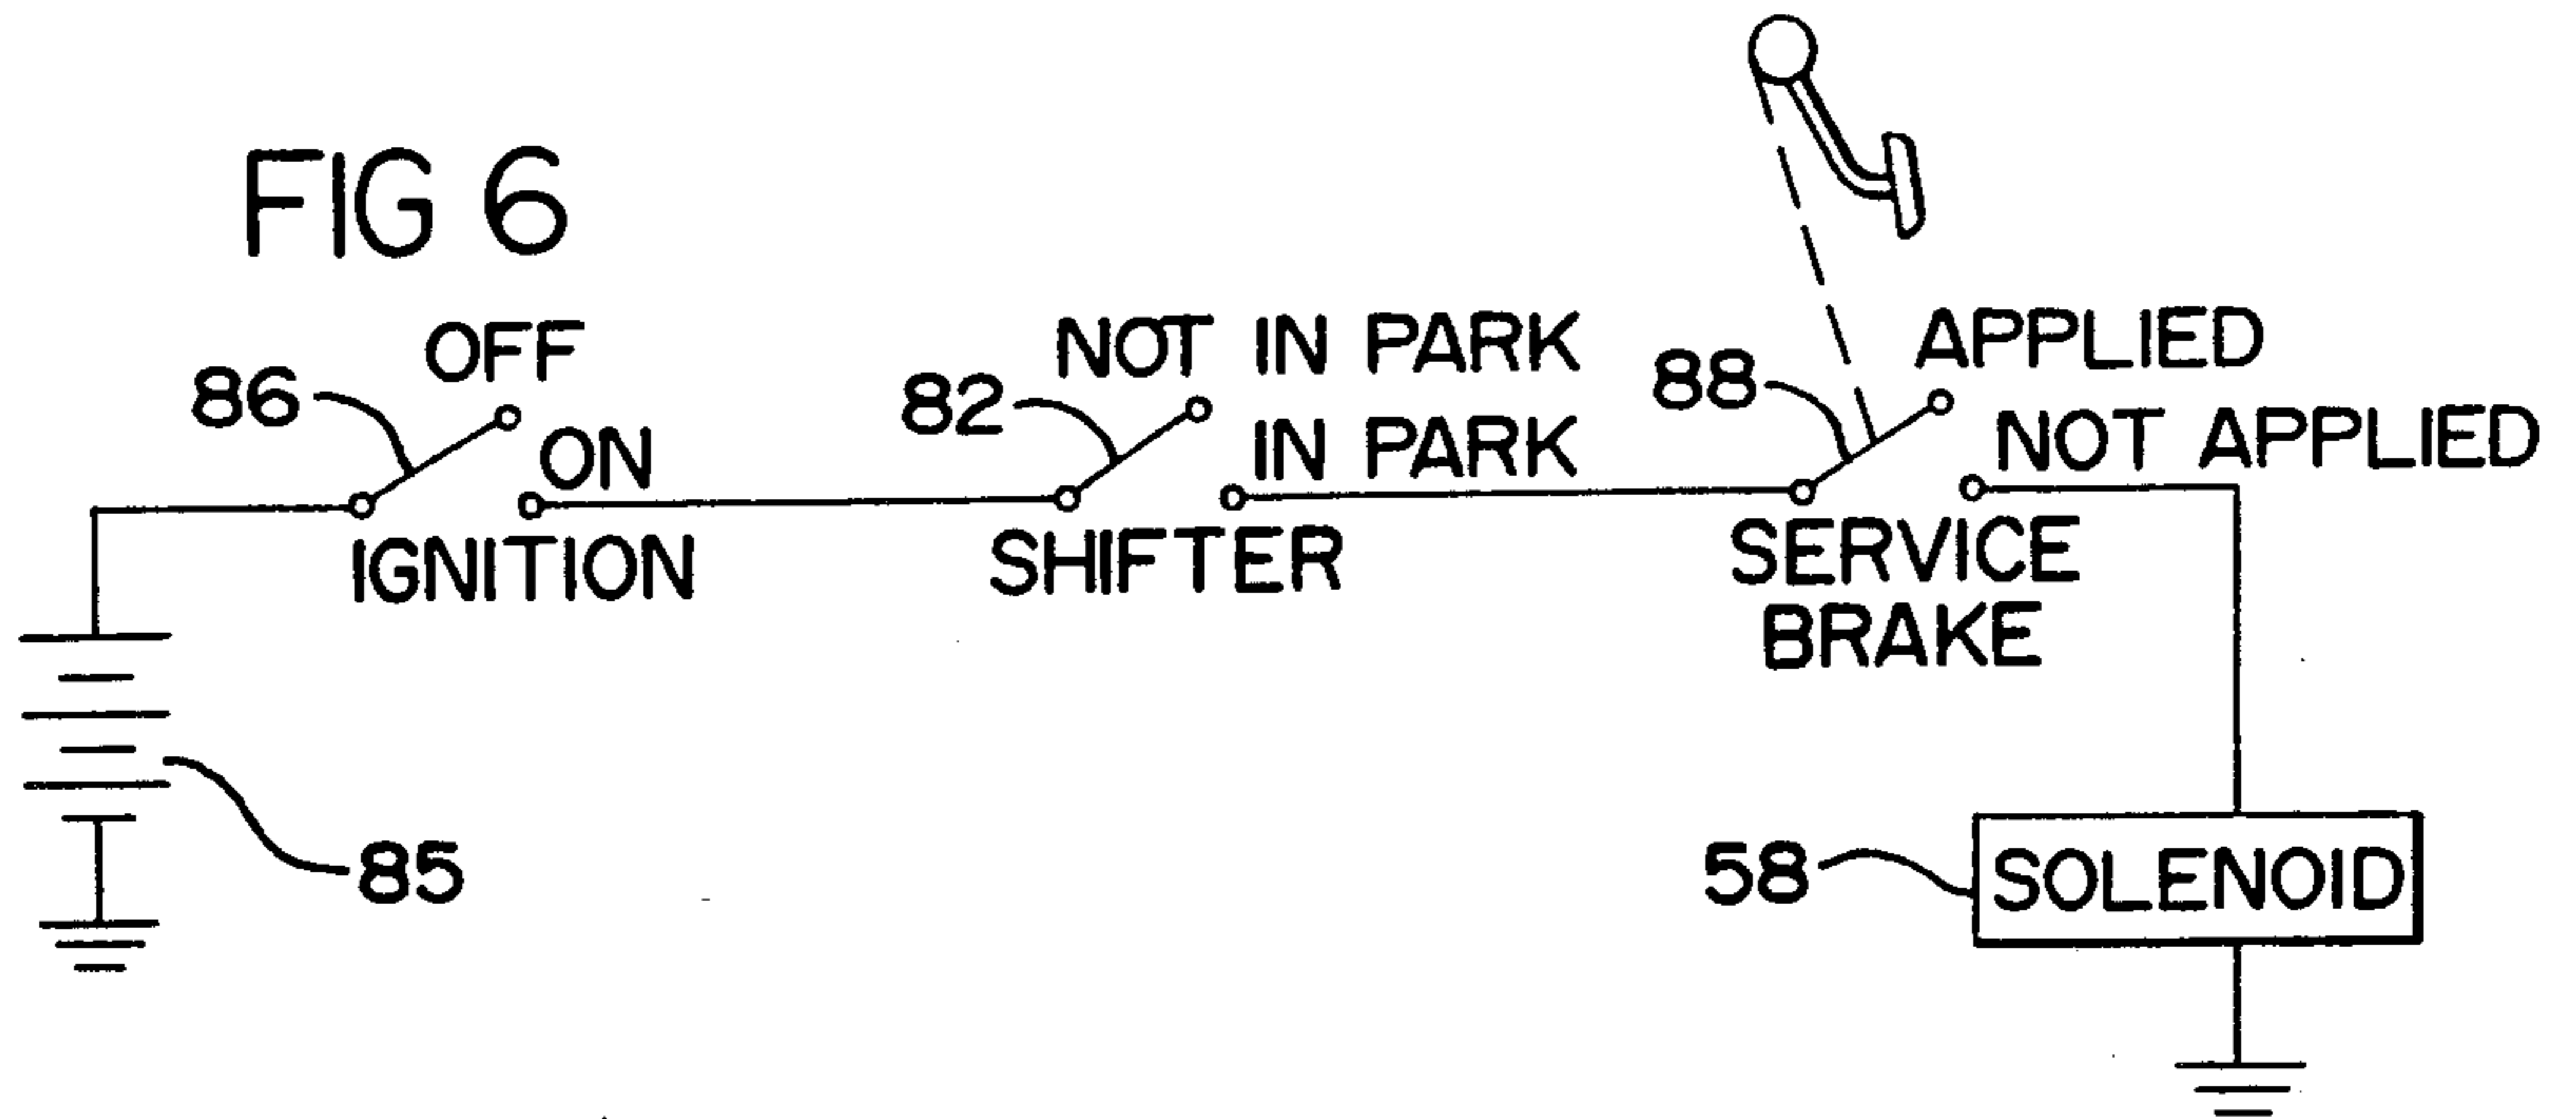 FIG 6
OFF
86
ON
IGNITION
NOT IN PARK
82
IN PARK
SHIFTER
APPLIED
88
NOT APPLIED
SERVICE
BRAKE
85
58
SOLENOID